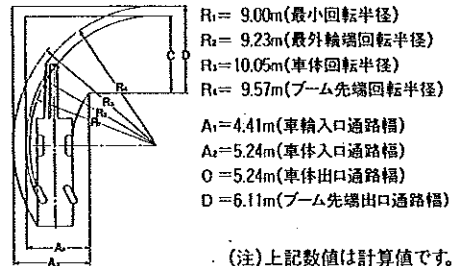 R₁= 9.00m(最小回転半径)
R₂= 9.23m(最外輪端回転半径)
R₃=10.05m(車体回転半径)
R₄= 9.57m(ブーム先端回転半径)
A₁=4.41m(車輪入口通路幅)
A₂=5.24m(車体入口通路幅)
C=5.24m(車体出口通路幅)
D=6.11m(ブーム先端出口通路幅)
(注)上記数値は計算値です。
C
D
A₁
A₂